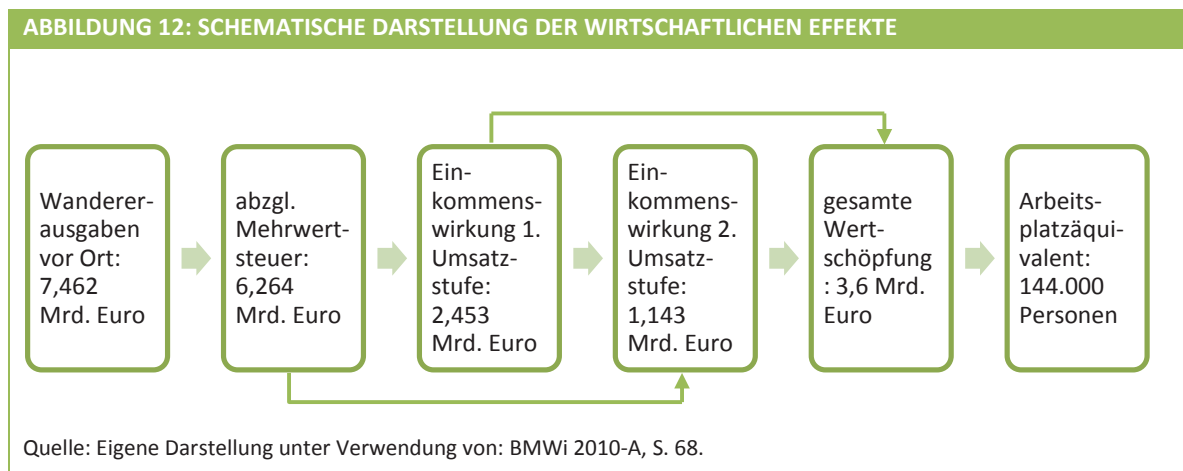 ABBILDUNG 12: SCHEMATISCHE DARSTELLUNG DER WIRTSCHAFTLICHEN EFFEKTE
Wanderer-
ausgaben
vor Ort:
7,462
Mrd. Euro
abzgl.
Mehrwert-
steuer:
6,264
Mrd. Euro
Ein-
kommens-
wirkung 1.
Umsatz-
stufe:
2,453
Mrd. Euro
Ein-
kommens-
wirkung 2.
Umsatz-
stufe:
1,143
Mrd. Euro
gesamte
Wert-
schöpfung
: 3,6 Mrd.
Euro
Arbeits-
platzäqui-
valent:
144.000
Personen
Quelle: Eigene Darstellung unter Verwendung von: BMWi 2010-A, S. 68.